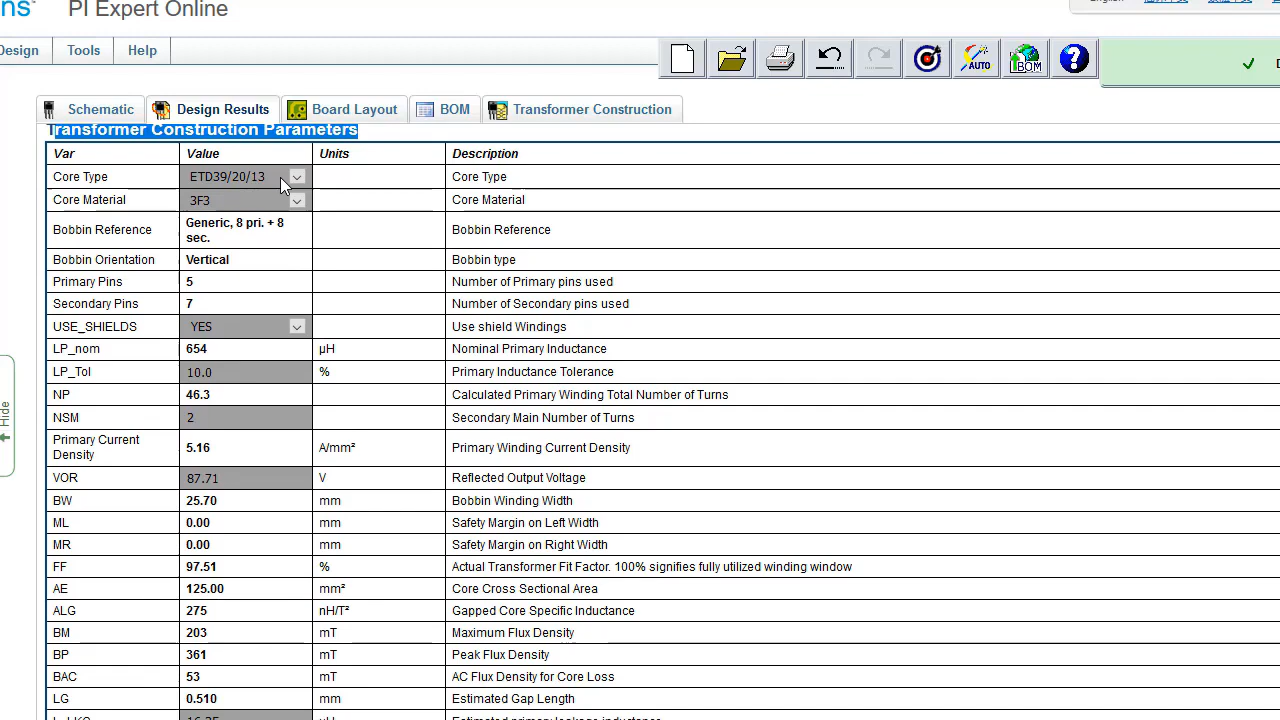 ns™ PI Expert Online
English
Design Tools Help
AUTO
BOM
Schematic Design Results Board Layout BOM Transformer Construction
Transformer Construction Parameters
Var Value Units Description
Core Type ETD39/20/13 Core Type
Core Material 3F3 Core Material
Bobbin Reference Generic, 8 pri. + 8 Bobbin Reference
sec.
Bobbin Orientation Vertical Bobbin type
Primary Pins 5 Number of Primary pins used
Secondary Pins 7 Number of Secondary pins used
USE_SHIELDS YES Use shield Windings
LP_nom 654 µH Nominal Primary Inductance
LP_Tol 10.0 % Primary Inductance Tolerance
NP 46.3 Calculated Primary Winding Total Number of Turns
NSM 2 Secondary Main Number of Turns
Primary Current 5.16 A/mm² Primary Winding Current Density
Density
VOR 87.71 V Reflected Output Voltage
BW 25.70 mm Bobbin Winding Width
ML 0.00 mm Safety Margin on Left Width
MR 0.00 mm Safety Margin on Right Width
FF 97.51 % Actual Transformer Fit Factor. 100% signifies fully utilized winding window
AE 125.00 mm² Core Cross Sectional Area
ALG 275 nH/T² Gapped Core Specific Inductance
BM 203 mT Maximum Flux Density
BP 361 mT Peak Flux Density
BAC 53 mT AC Flux Density for Core Loss
LG 0.510 mm Estimated Gap Length
Estimated primary leakage inductance
Hide